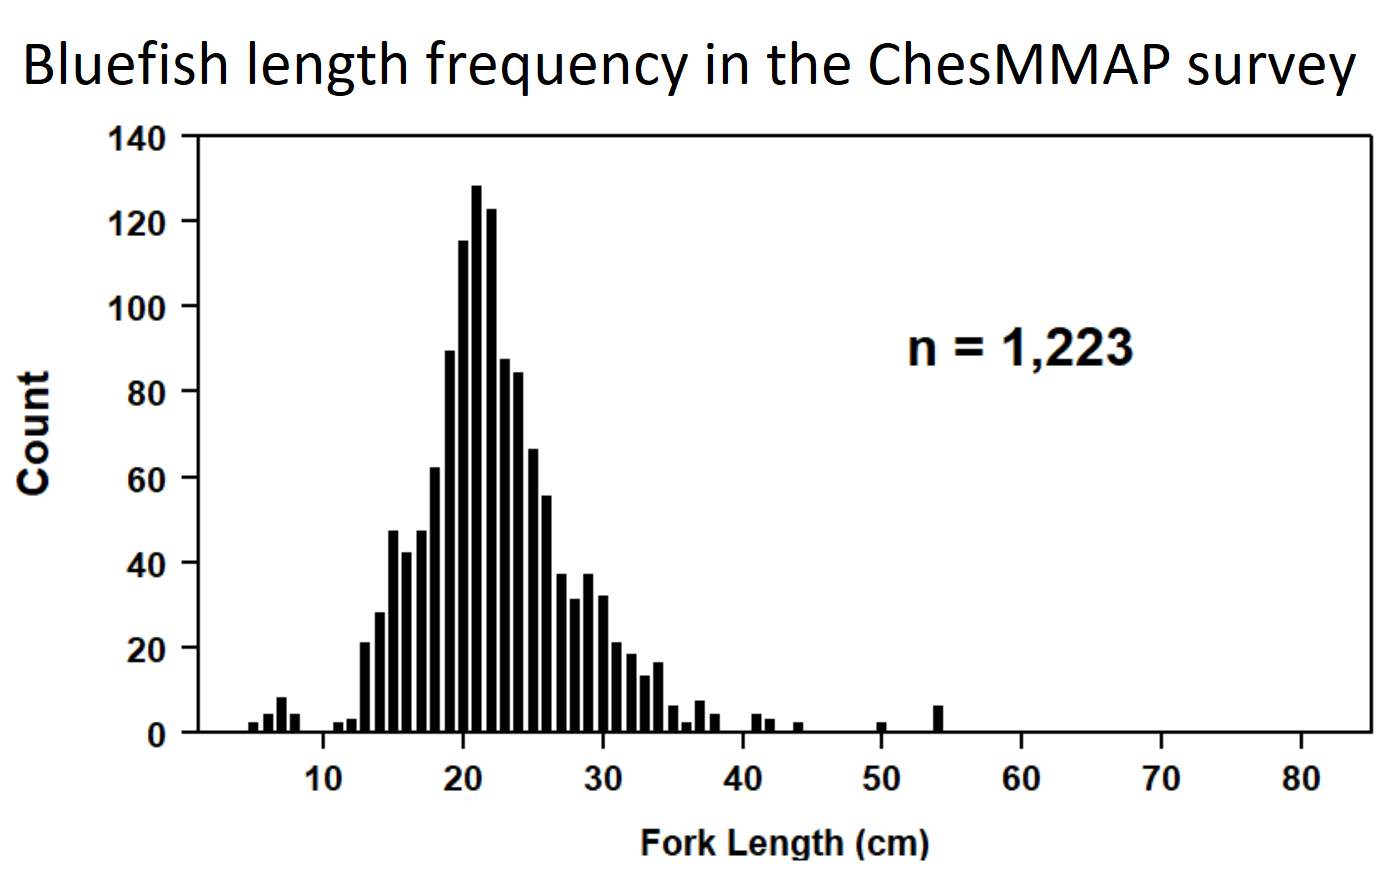 Bluefish length frequency in the ChesMMAP survey
140
120
100
80
60
40
20
0
Count
n = 1,223
10 20 30 40 50 60 70 80
Fork Length (cm)